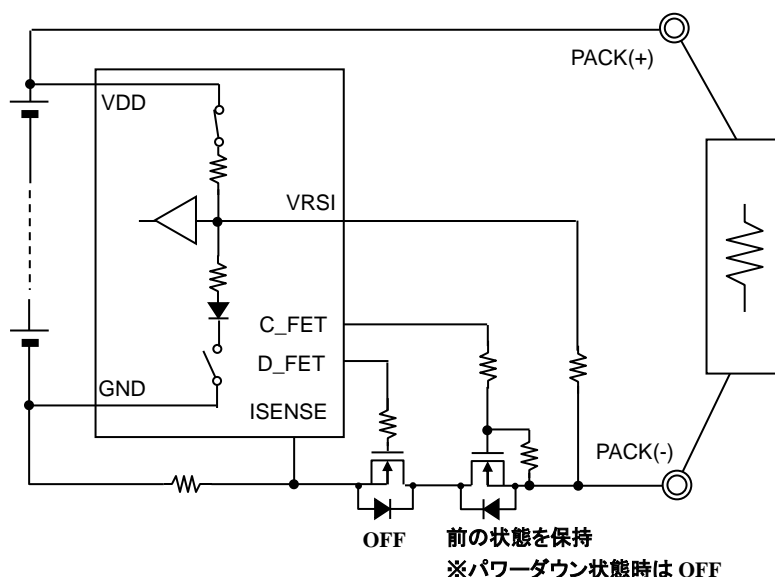 PACK(+)
VDD
VRSI
C_FET
D_FET
GND
ISENSE
PACK(-)
OFF
前の状態を保持
※パワーダウン状態時は OFF